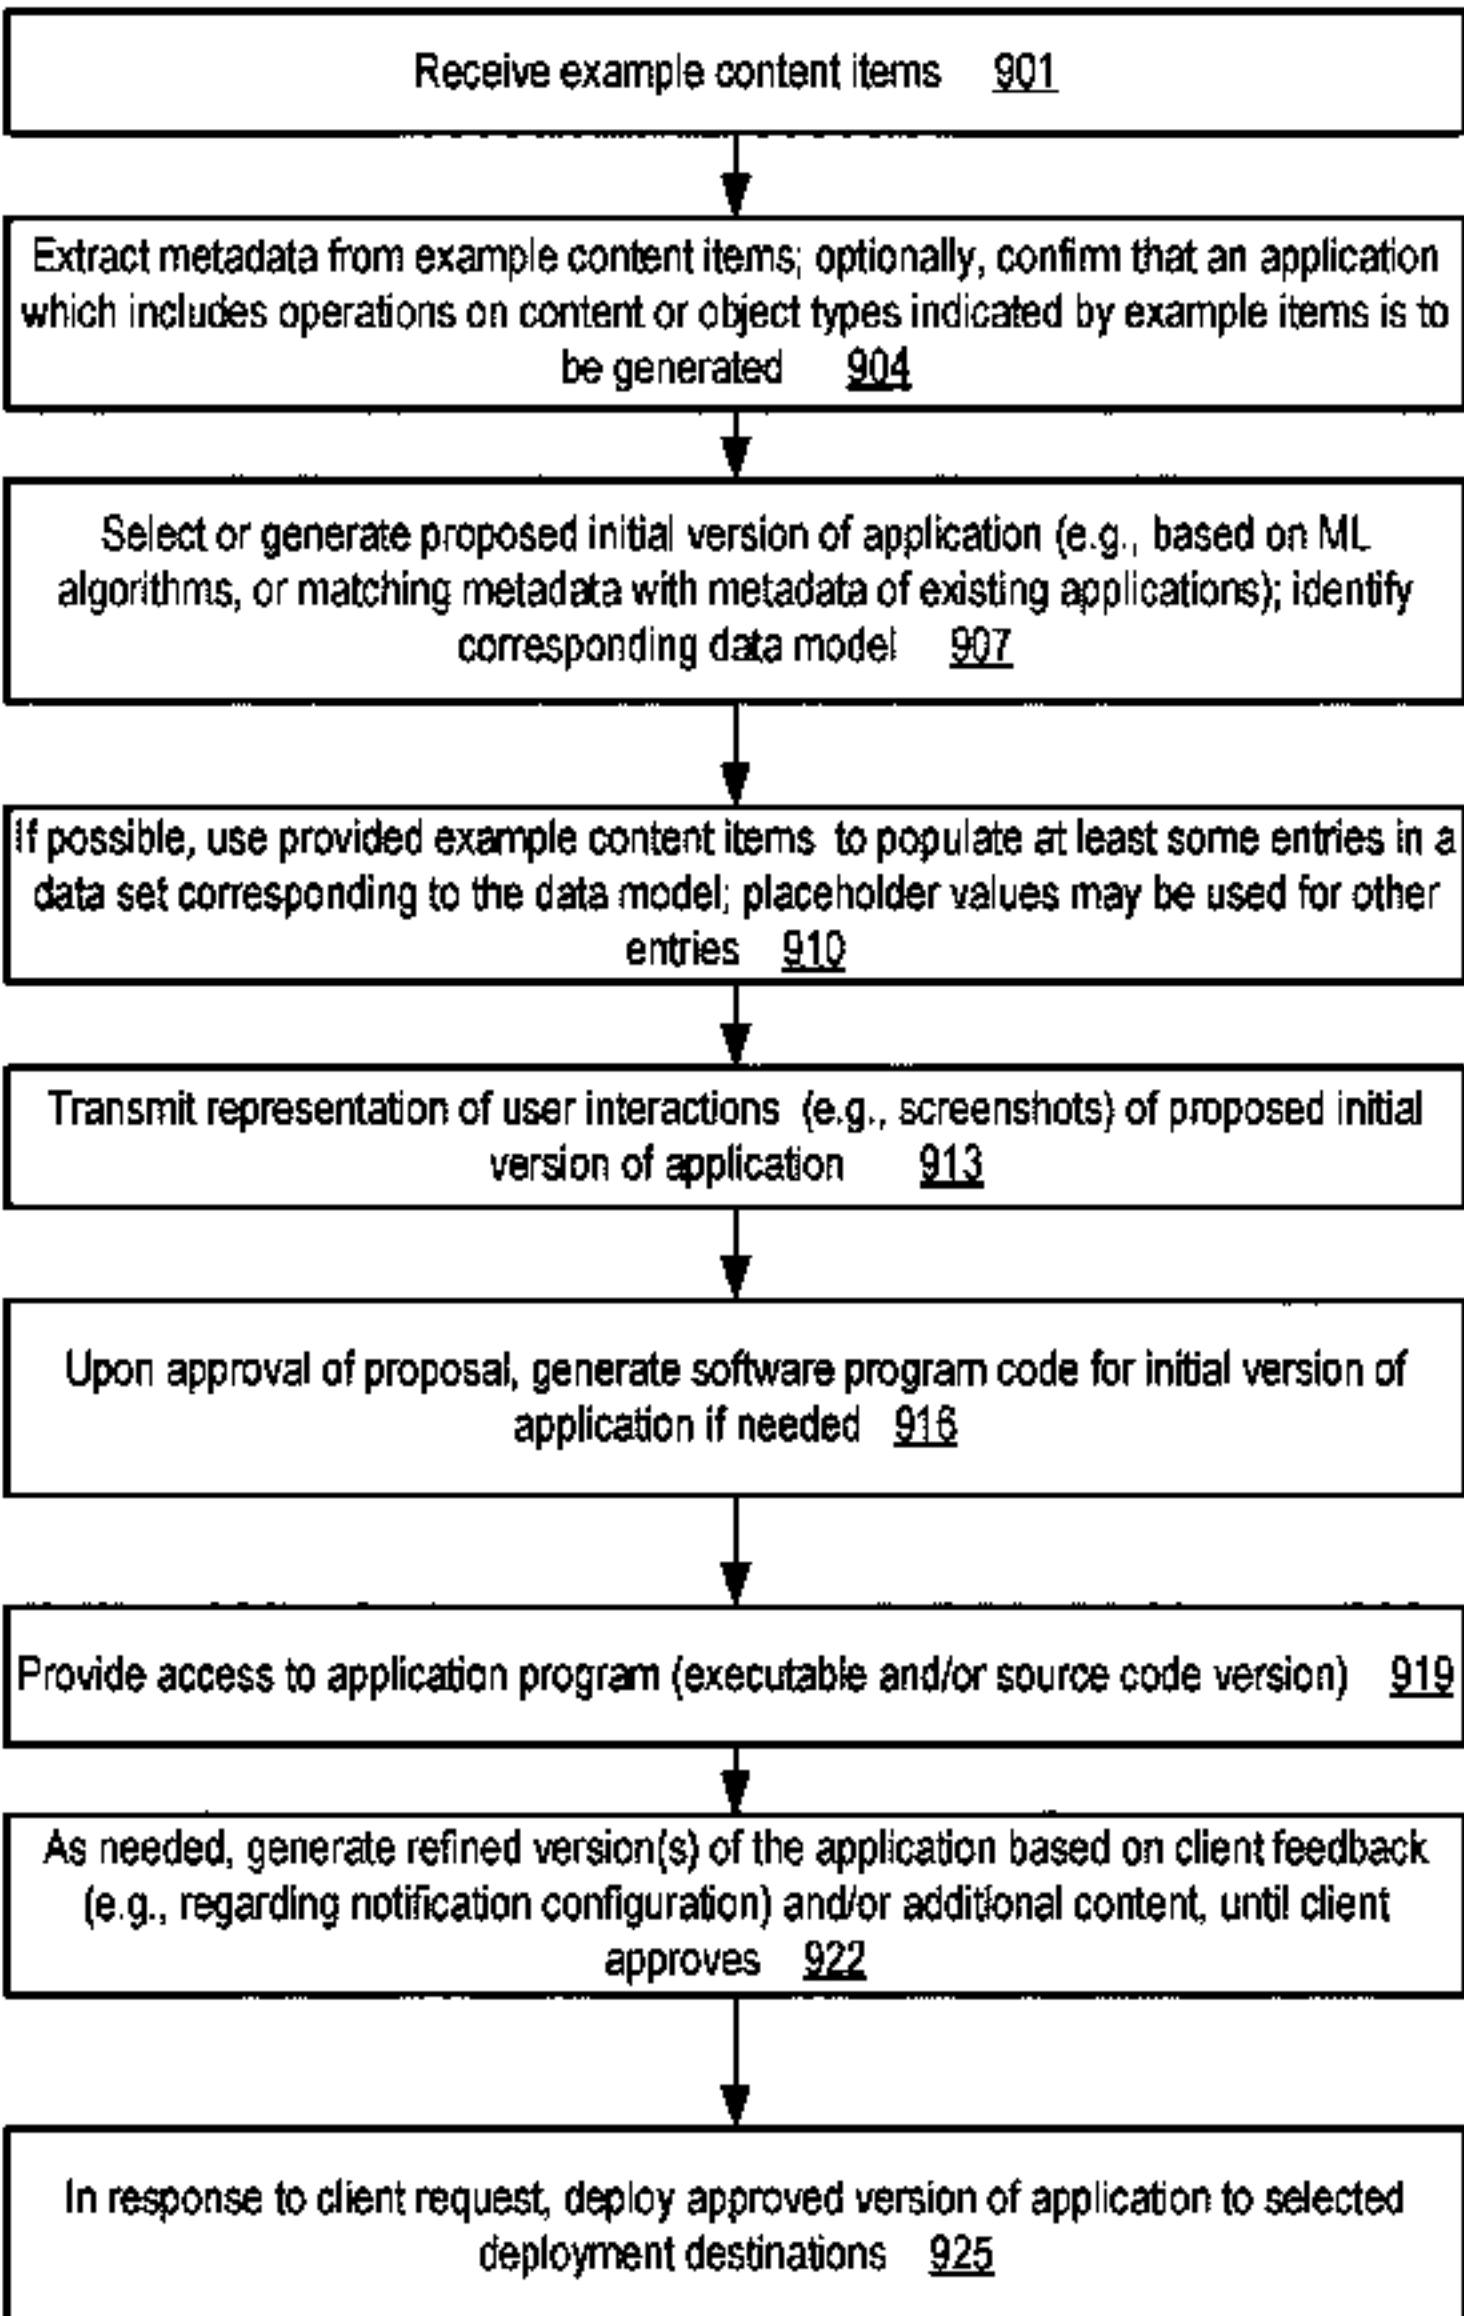 Receive example content items 901
Extract metadata from example content items; optionally, confirm that an application
which includes operations on content or object types indicated by example items is to
be generated 904
Select or generate proposed initial version of application (e.g., based on ML
algorithms, or matching metadata with metadata of existing applications); identify
corresponding data model 907
If possible, use provided example content items to populate at least some entries in a
data set corresponding to the data model; placeholder values may be used for other
entries 910
Transmit representation of user interactions (e.g., screenshots) of proposed initial
version of application 913
Upon approval of proposal, generate software program code for initial version of
application if needed 916
Provide access to application program (executable and/or source code version) 919
As needed, generate refined version(s) of the application based on client feedback
(e.g., regarding notification configuration) and/or additional content, until client
approves 922
In response to client request, deploy approved version of application to selected
deployment destinations 925